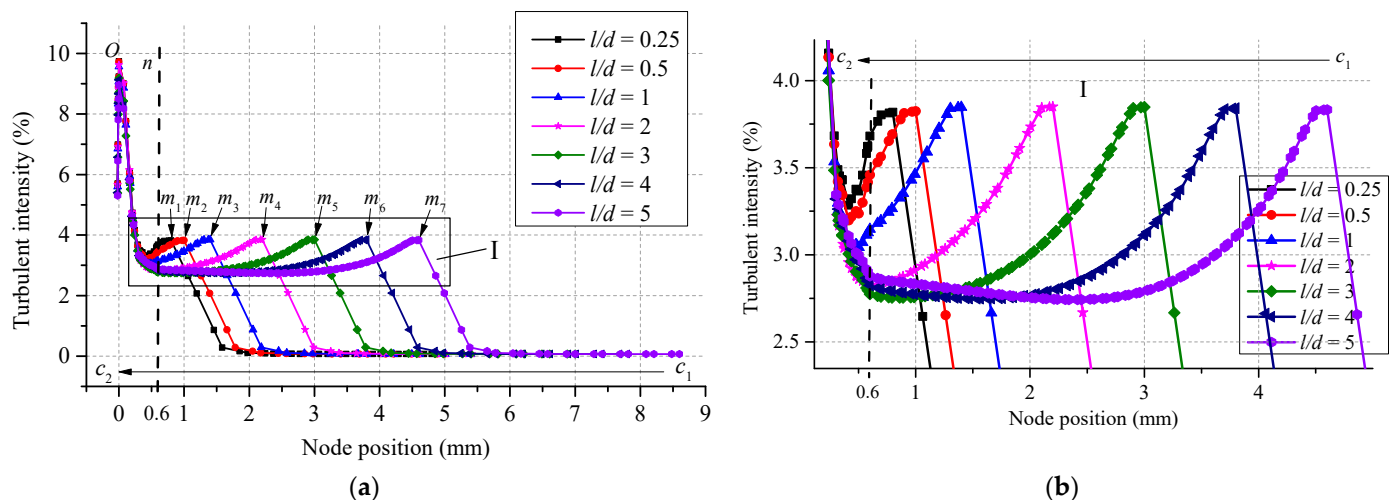 Turbulent intensity (%)
10
8
6
4
2
0
O
n
m1 m2 m3 m4 m5 m6 m7
I
l/d = 0.25
l/d = 0.5
l/d = 1
l/d = 2
l/d = 3
l/d = 4
l/d = 5
c2 c1
0 0.6 1 2 3 4 5 6 7 8 9
Node position (mm)
(a)
Turbulent intensity (%)
4.0
3.5
3.0
2.5
c2 c1
I
l/d = 0.25
l/d = 0.5
l/d = 1
l/d = 2
l/d = 3
l/d = 4
l/d = 5
0.6 1 2 3 4
Node position (mm)
(b)